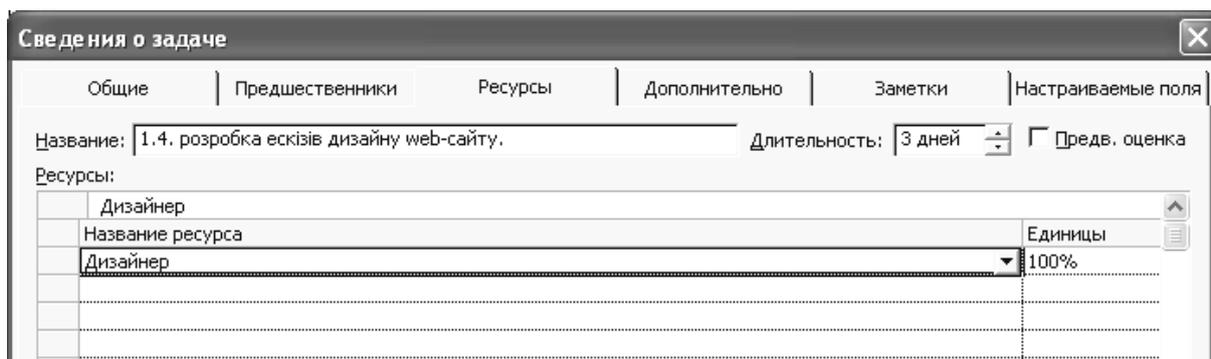 Сведения о задаче
Общие Предшественники Ресурсы Дополнительно Заметки Настраиваемые поля
Название: 1.4. розробка ескізів дизайну web-сайту. Длительность: 3 дней Предв. оценка
Ресурсы:
Дизайнер
Название ресурса Единицы
Дизайнер 100%